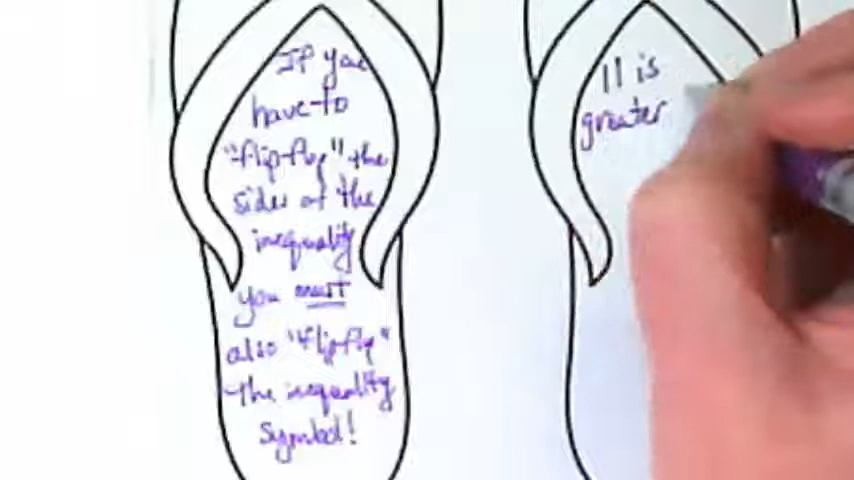 If you
have to
"flip-flop" the
sides of the
inequality
you must
also "flip-flop"
the inequality
symbol!
11 is
greater